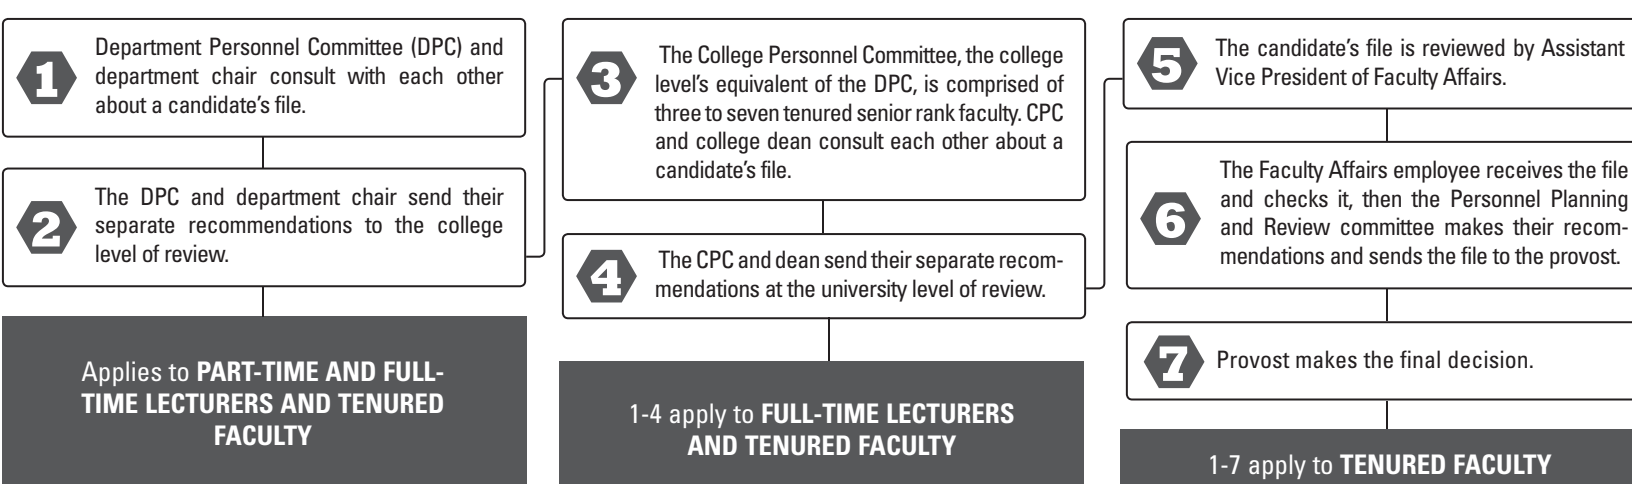 1
Department Personnel Committee (DPC) and
department chair consult with each other
about a candidate's file.
2
The DPC and department chair send their
separate recommendations to the college
level of review.
Applies to PART-TIME AND FULL-
TIME LECTURERS AND TENURED
FACULTY
3
The College Personnel Committee, the college
level's equivalent of the DPC, is comprised of
three to seven tenured senior rank faculty. CPC
and college dean consult each other about a
candidate's file.
4
The CPC and dean send their separate recom-
mendations at the university level of review.
1-4 apply to FULL-TIME LECTURERS
AND TENURED FACULTY
5
The candidate's file is reviewed by Assistant
Vice President of Faculty Affairs.
6
The Faculty Affairs employee receives the file
and checks it, then the Personnel Planning
and Review committee makes their recom-
mendations and sends the file to the provost.
7
Provost makes the final decision.
1-7 apply to TENURED FACULTY